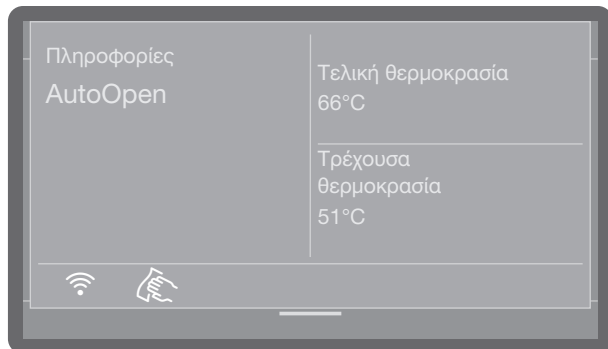 Πληροφορίες
AutoOpen
Τελική θερμοκρασία
66°C
Τρέχουσα
θερμοκρασία
51°C